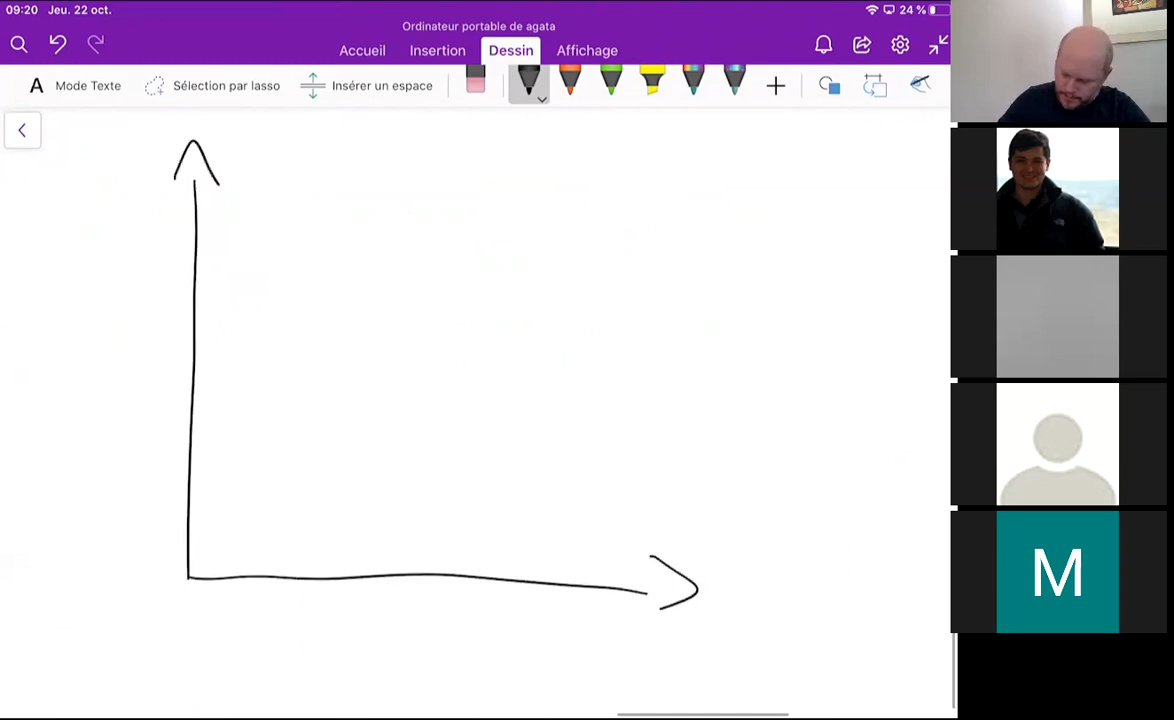 09:20 Jeu. 22 oct.
24 %
Ordinateur portable de agata
Accueil Insertion Dessin Affichage
A Mode Texte Sélection par lasso Insérer un espace
M